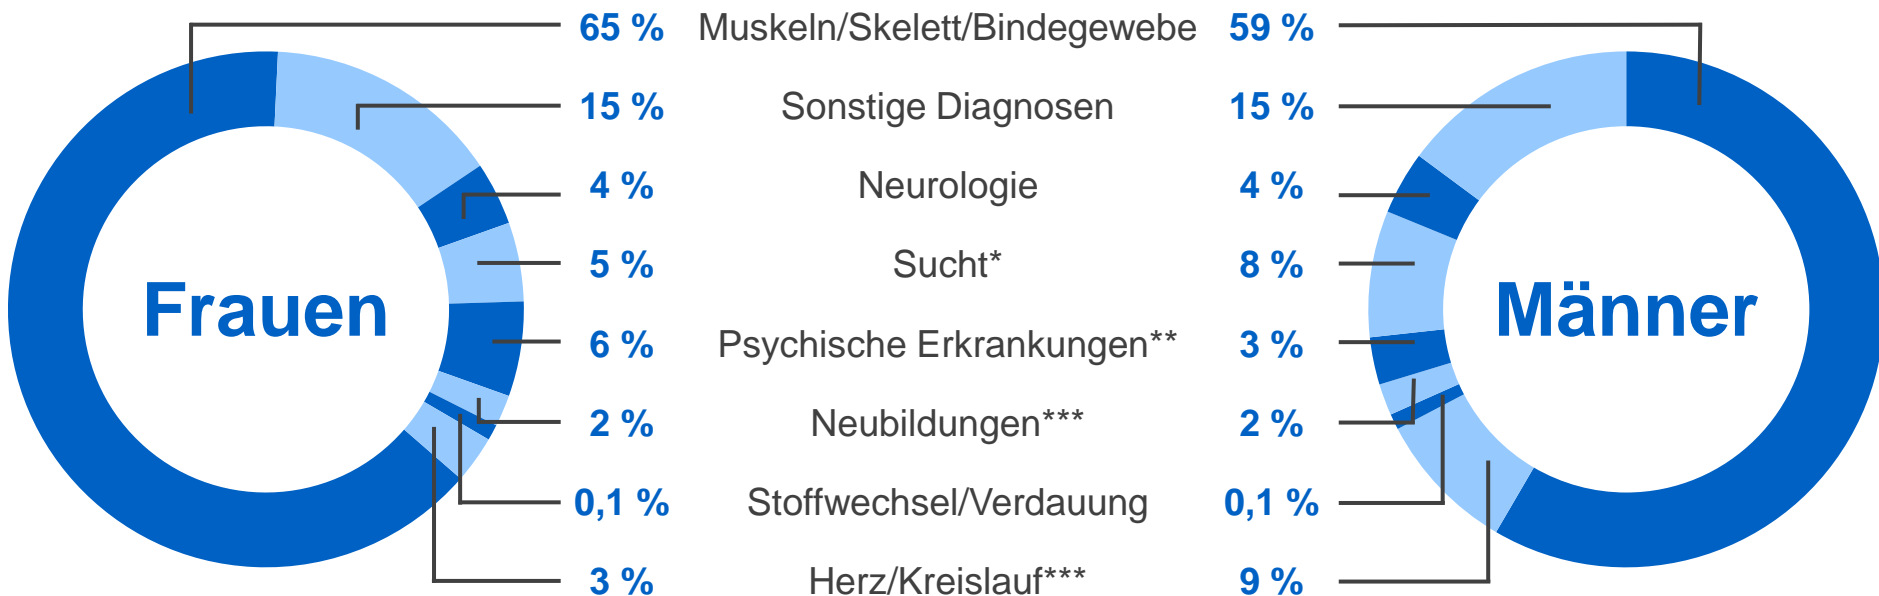 65 % Muskeln/Skelett/Bindegewebe 59 %
15 % Sonstige Diagnosen 15 %
4 % Neurologie 4 %
5 % Sucht* 8 %
Frauen Männer
6 % Psychische Erkrankungen** 3 %
2 % Neubildungen*** 2 %
0,1 % Stoffwechsel/Verdauung 0,1 %
3 % Herz/Kreislauf*** 9 %